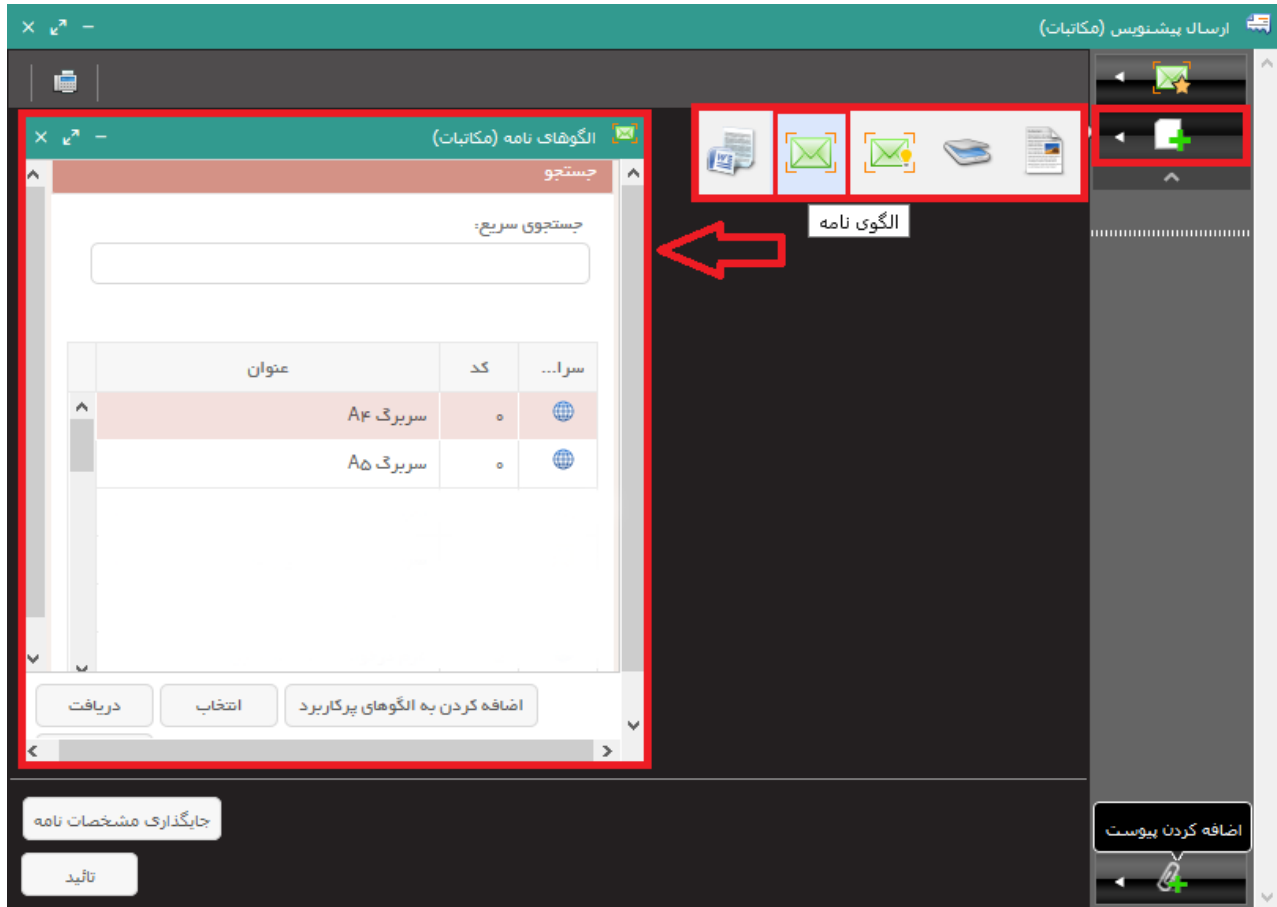 ارسال پیشنویس (مکاتبات)
الگوهای نامه (مکاتبات)
جستجو
جستجوی سریع:
الگوی نامه
سرا... کد عنوان
۰ سربرگ A۴
۰ سربرگ A۵
اضافه کردن به الگوهای پرکاربرد
انتخاب
دریافت
جایگذاری مشخصات نامه
اضافه کردن پیوست
تائید